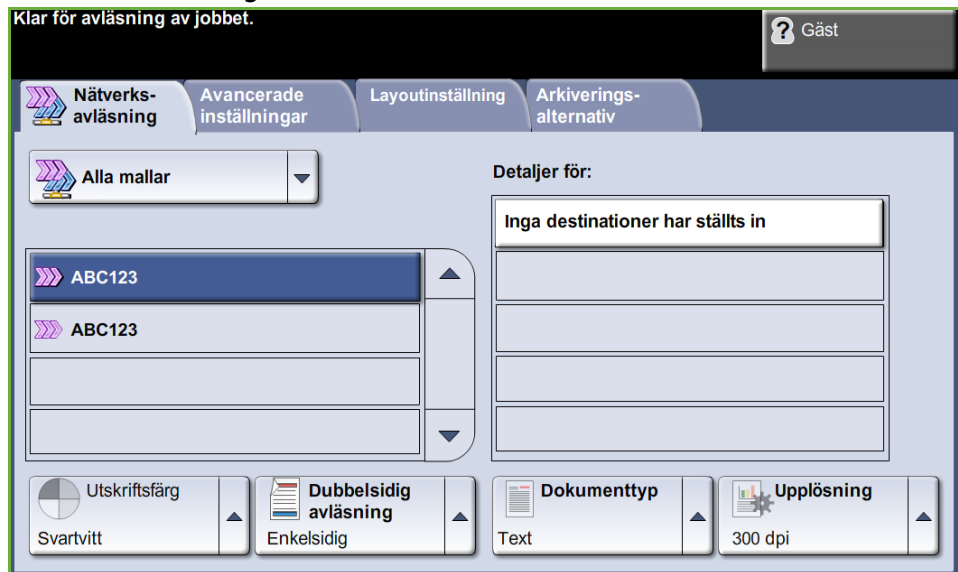 Klar för avläsning av jobbet.
? Gäst
Nätverks-
avläsning
Avancerade
inställningar
Layoutinställning
Arkiverings-
alternativ
Alla mallar
Detaljer för:
Inga destinationer har ställts in
ABC123
ABC123
Utskriftsfärg
Svartvitt
Dubbelsidig
avläsning
Enkelsidig
Dokumenttyp
Text
Upplösning
300 dpi